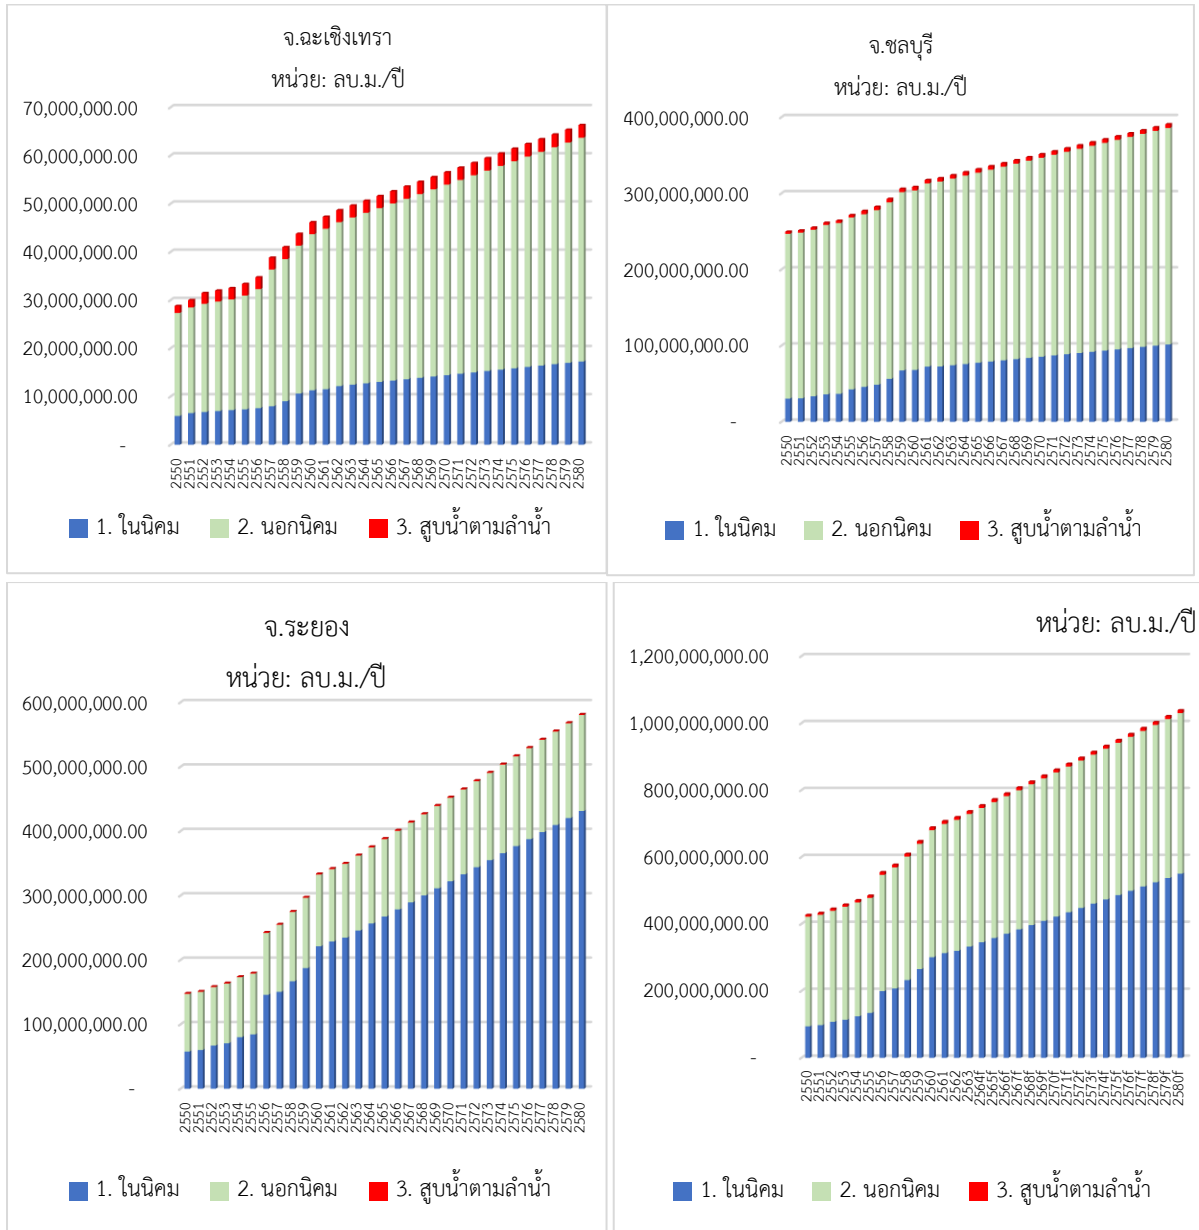 จ.ฉะเชิงเทรา
หน่วย: ลบ.ม./ปี
70,000,000.00
60,000,000.00
50,000,000.00
40,000,000.00
30,000,000.00
20,000,000.00
10,000,000.00
-
2550 2551 2552 2553 2554 2555 2556 2557 2558 2559 2560 2561 2562 2563 2564 2565 2566 2567 2568 2569 2570 2571 2572 2573 2574 2575 2576 2577 2578 2579 2580
1. ในนิคม 2. นอกนิคม 3. สูบน้ำตามลำน้ำ
จ.ชลบุรี
หน่วย: ลบ.ม./ปี
400,000,000.00
300,000,000.00
200,000,000.00
100,000,000.00
-
2550 2551 2552 2553 2554 2555 2556 2557 2558 2559 2560 2561 2562 2563 2564 2565 2566 2567 2568 2569 2570 2571 2572 2573 2574 2575 2576 2577 2578 2579 2580
1. ในนิคม 2. นอกนิคม 3. สูบน้ำตามลำน้ำ
จ.ระยอง
หน่วย: ลบ.ม./ปี
600,000,000.00
500,000,000.00
400,000,000.00
300,000,000.00
200,000,000.00
100,000,000.00
-
2550 2551 2552 2553 2554 2555 2556 2557 2558 2559 2560 2561 2562 2563 2564 2565 2566 2567 2568 2569 2570 2571 2572 2573 2574 2575 2576 2577 2578 2579 2580
1. ในนิคม 2. นอกนิคม 3. สูบน้ำตามลำน้ำ
หน่วย: ลบ.ม./ปี
1,200,000,000.00
1,000,000,000.00
800,000,000.00
600,000,000.00
400,000,000.00
200,000,000.00
-
2550 2551 2552 2553 2554 2555 2556 2557 2558 2559 2560 2561 2562 2563 2564f 2565f 2566f 2567f 2568f 2569f 2570f 2571f 2572f 2573f 2574f 2575f 2576f 2577f 2578f 2579f 2580f
1. ในนิคม 2. นอกนิคม 3. สูบน้ำตามลำน้ำ